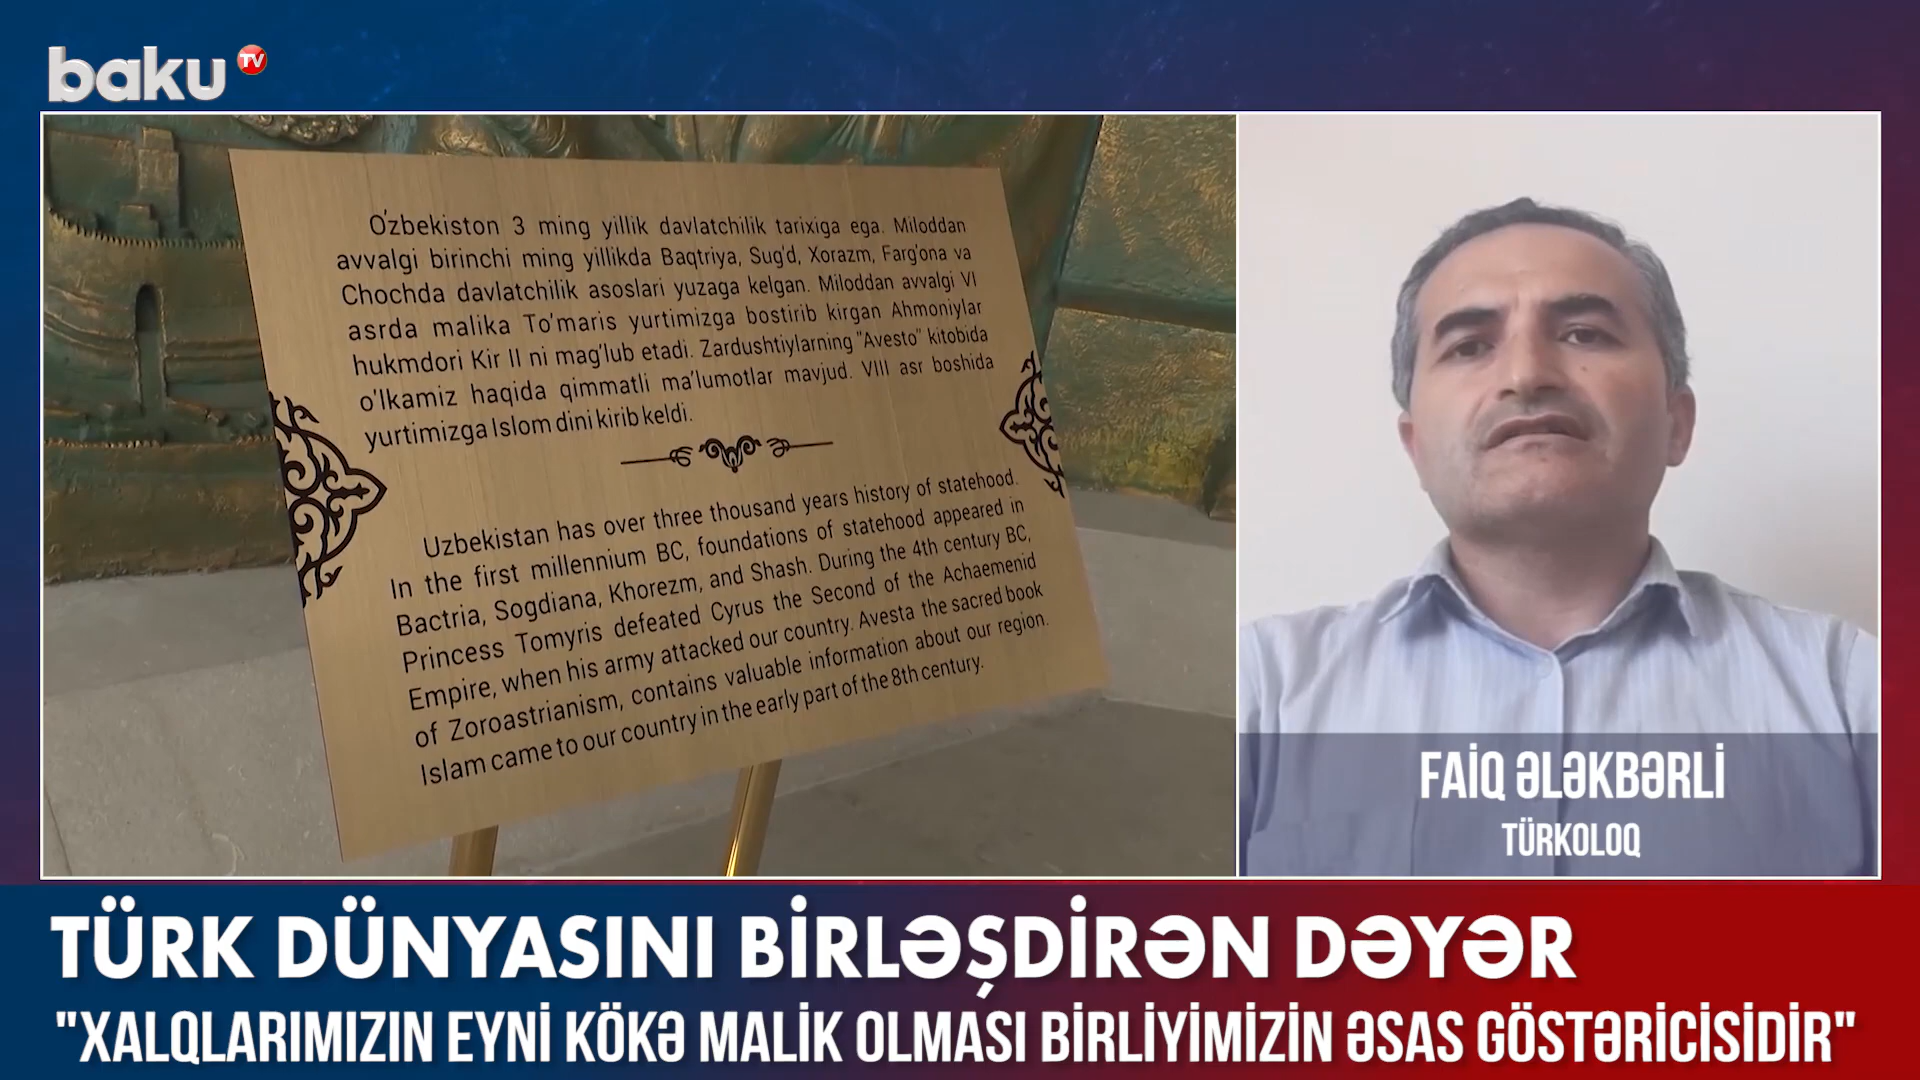 baku TV
O'zbekiston 3 ming yillik davlatchilik tarixiga ega. Miloddan
avvalgi birinchi ming yillikda Baqtriya, Sug'd, Xorazm, Farg'ona va
Chochda davlatchilik asoslari yuzaga kelgan. Miloddan avvalgi VI
asrda malika To'maris yurtimizga bostirib kirgan Ahmoniylar
hukmdori Kir II ni mag'lub etadi. Zardushtiylarning "Avesto" kitobida
o'lkamiz haqida qimmatli ma'lumotlar mavjud. VIII asr boshida
yurtimizga Islom dini kirib keldi.
Uzbekistan has over three thousand years history of statehood.
In the first millennium BC, foundations of statehood appeared in
Bactria, Sogdiana, Khorezm, and Shash. During the 4th century BC,
Princess Tomyris defeated Cyrus the Second of the Achaemenid
Empire, when his army attacked our country. Avesta the sacred book
of Zoroastrianism, contains valuable information about our region.
Islam came to our country in the early part of the 8th century.
FAİQ ƏLƏKBƏRLİ
TÜRKOLOQ
TÜRK DÜNYASINI BİRLƏŞDİRƏN DƏYƏR
"XALQLARIMIZIN EYNİ KÖKƏ MALİK OLMASI BİRLİYİMİZİN ƏSAS GÖSTƏRİCİSİDİR"